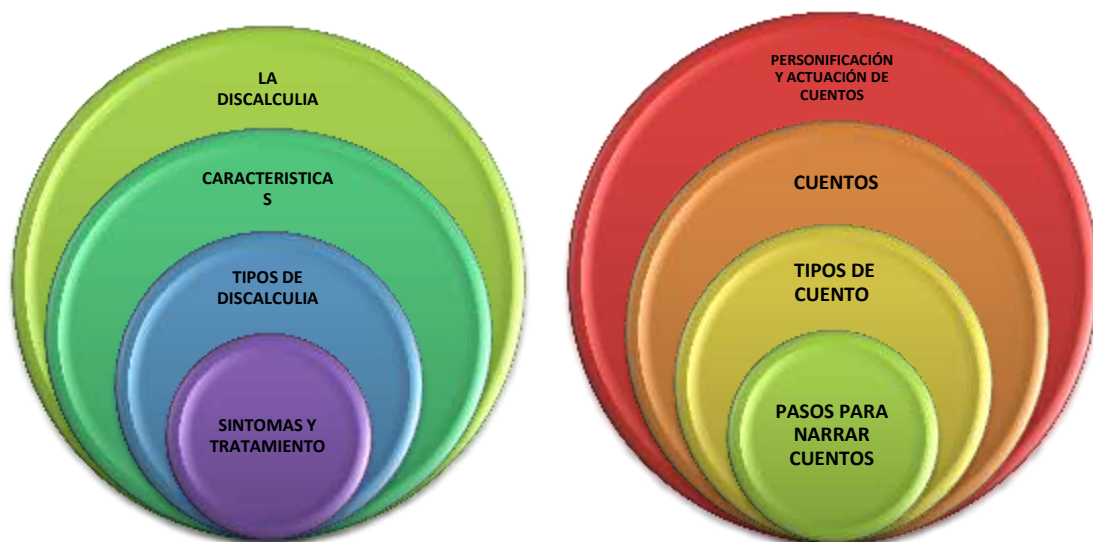 LA
DISCALCULIA
CARACTERISTICA
S
TIPOS DE
DISCALCULIA
SINTOMAS Y
TRATAMIENTO
PERSONIFICACIÓN
Y ACTUACIÓN DE
CUENTOS
CUENTOS
TIPOS DE
CUENTO
PASOS PARA
NARRAR
CUENTOS